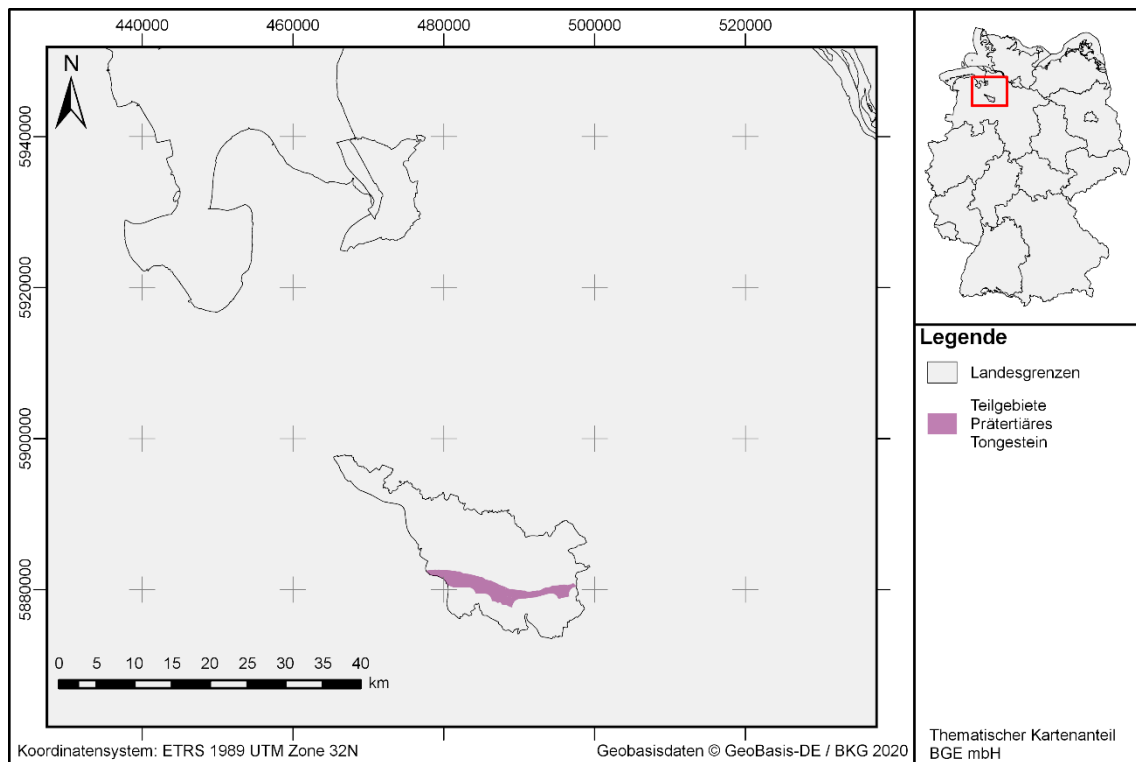 440000 460000 480000 500000 520000
N
5940000
5920000
5900000
5880000
0 5 10 15 20 25 30 35 40
km
Koordinatensystem: ETRS 1989 UTM Zone 32N
Geobasisdaten © GeoBasis-DE / BKG 2020
Legende
Landesgrenzen
Teilgebiete
Prätertiäres
Tongestein
Thematischer Kartenanteil
BGE mbH